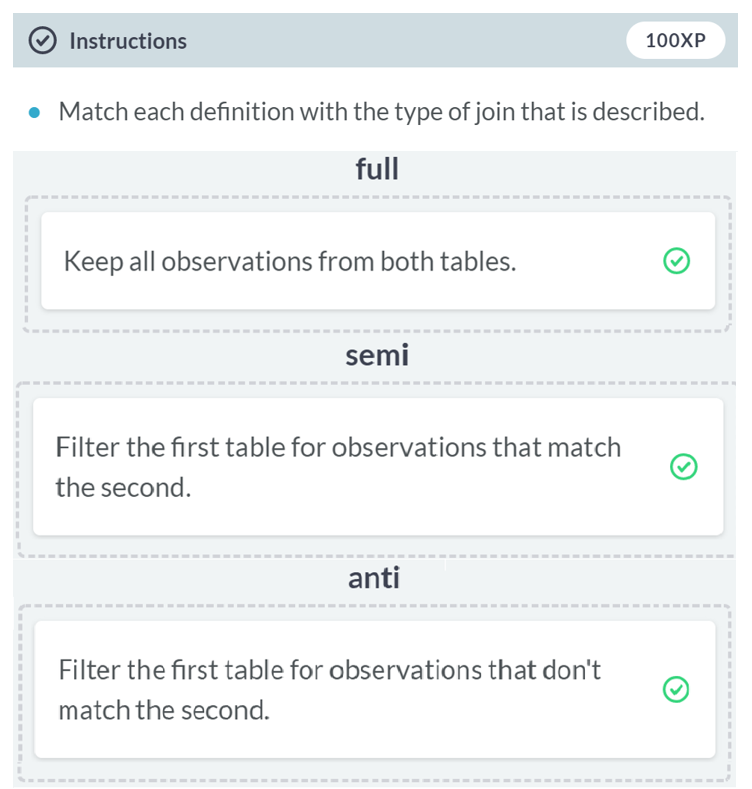 Instructions
100XP
Match each definition with the type of join that is described.
full
Keep all observations from both tables.
semi
Filter the first table for observations that match
the second.
anti
Filter the first table for observations that don't
match the second.